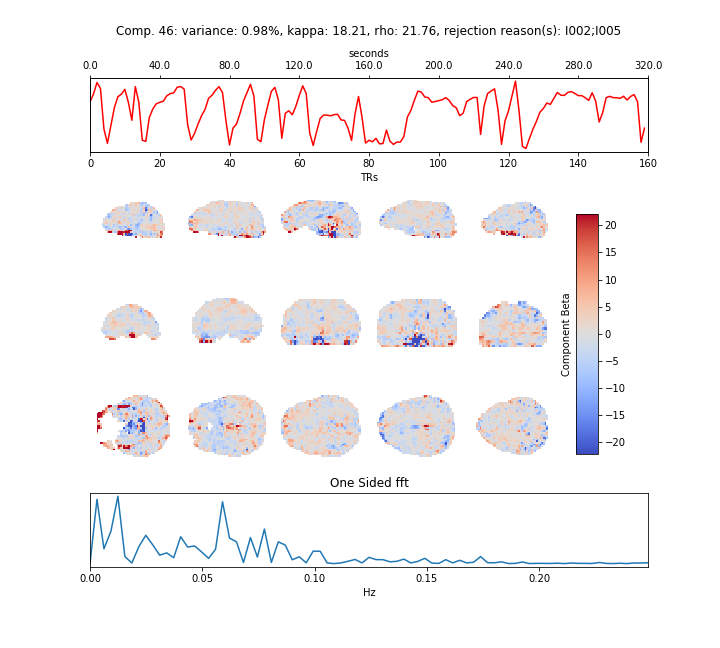 Comp. 46: variance: 0.98%, kappa: 18.21, rho: 21.76, rejection reason(s): I002;I005
seconds
0.0 40.0 80.0 120.0 160.0 200.0 240.0 280.0 320.0
0 20 40 60 80 100 120 140 160
TRs
20
15
10
5
0
−5
−10
−15
−20
Component Beta
One Sided fft
0.00 0.05 0.10 0.15 0.20
Hz